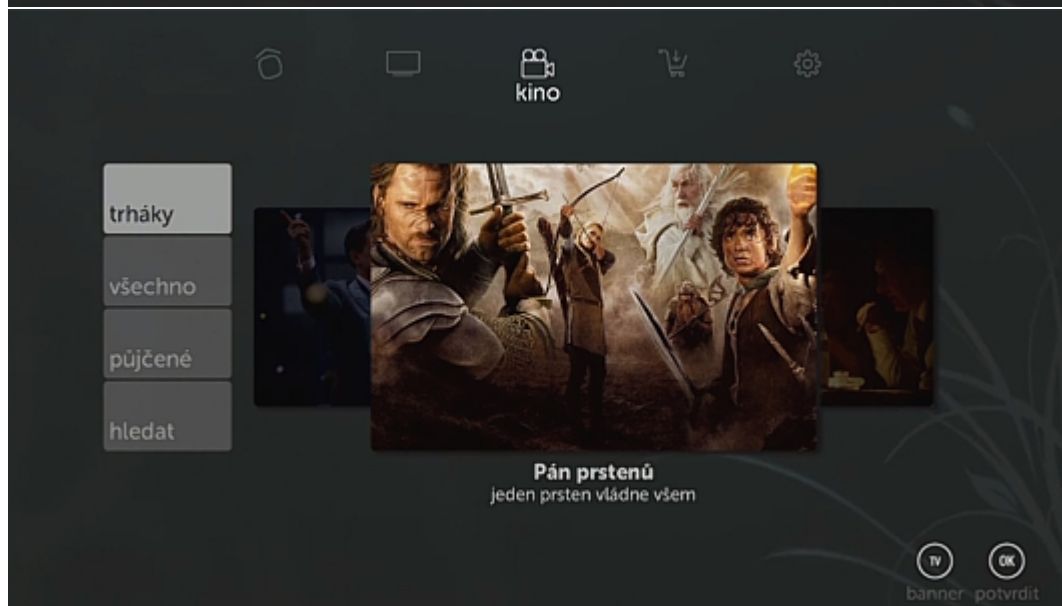 kino
trháky
všechno
půjčené
hledat
Pán prstenů
jeden prsten vládne všem
TV OK
banner potvrdit